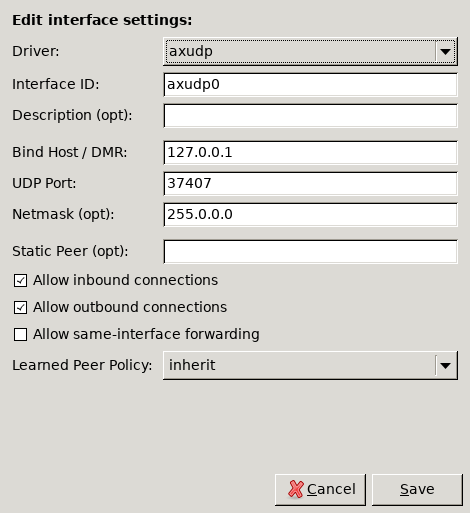 Edit interface settings:
Driver: axudp
Interface ID: axudp0
Description (opt):
Bind Host / DMR: 127.0.0.1
UDP Port: 37407
Netmask (opt): 255.0.0.0
Static Peer (opt):
Allow inbound connections
Allow outbound connections
Allow same-interface forwarding
Learned Peer Policy: inherit
Cancel Save